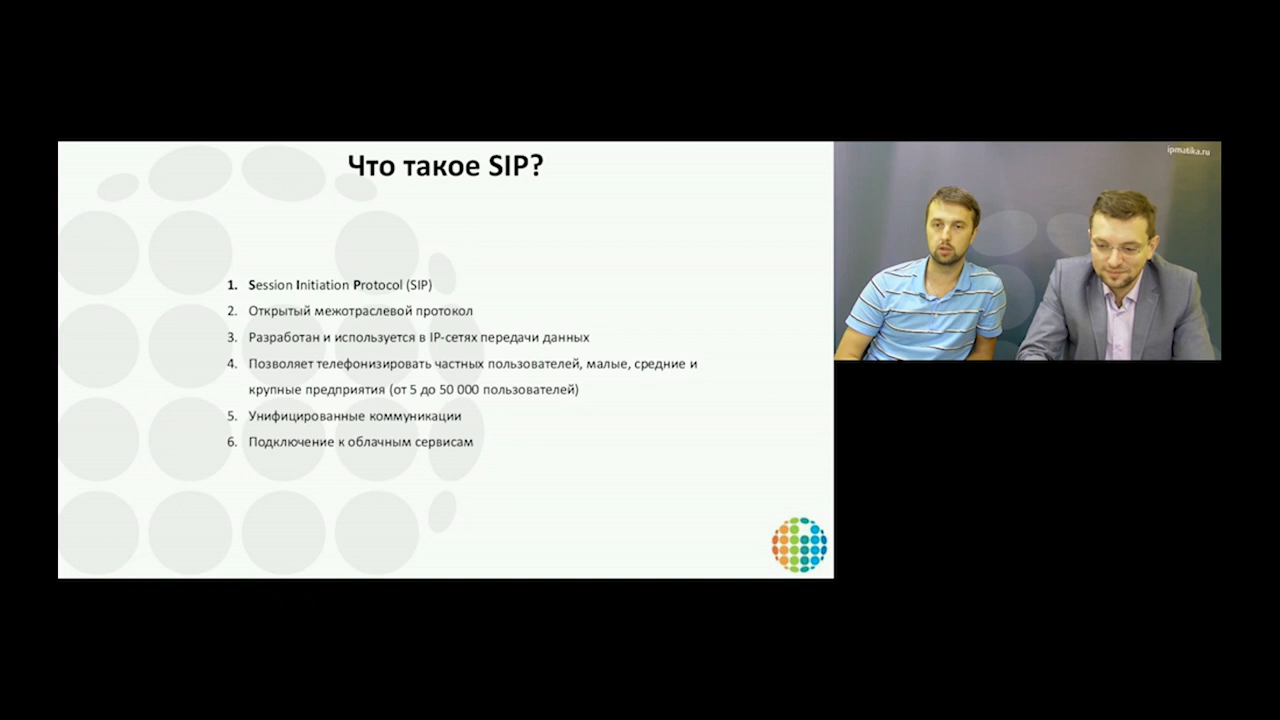 Что такое SIP?
ipmatika.ru
1. Session Initiation Protocol (SIP)
2. Открытый межотраслевой протокол
3. Разработан и используется в IP-сетях передачи данных
4. Позволяет телефонизировать частных пользователей, малые, средние и
крупные предприятия (от 5 до 50 000 пользователей)
5. Унифицированные коммуникации
6. Подключение к облачным сервисам